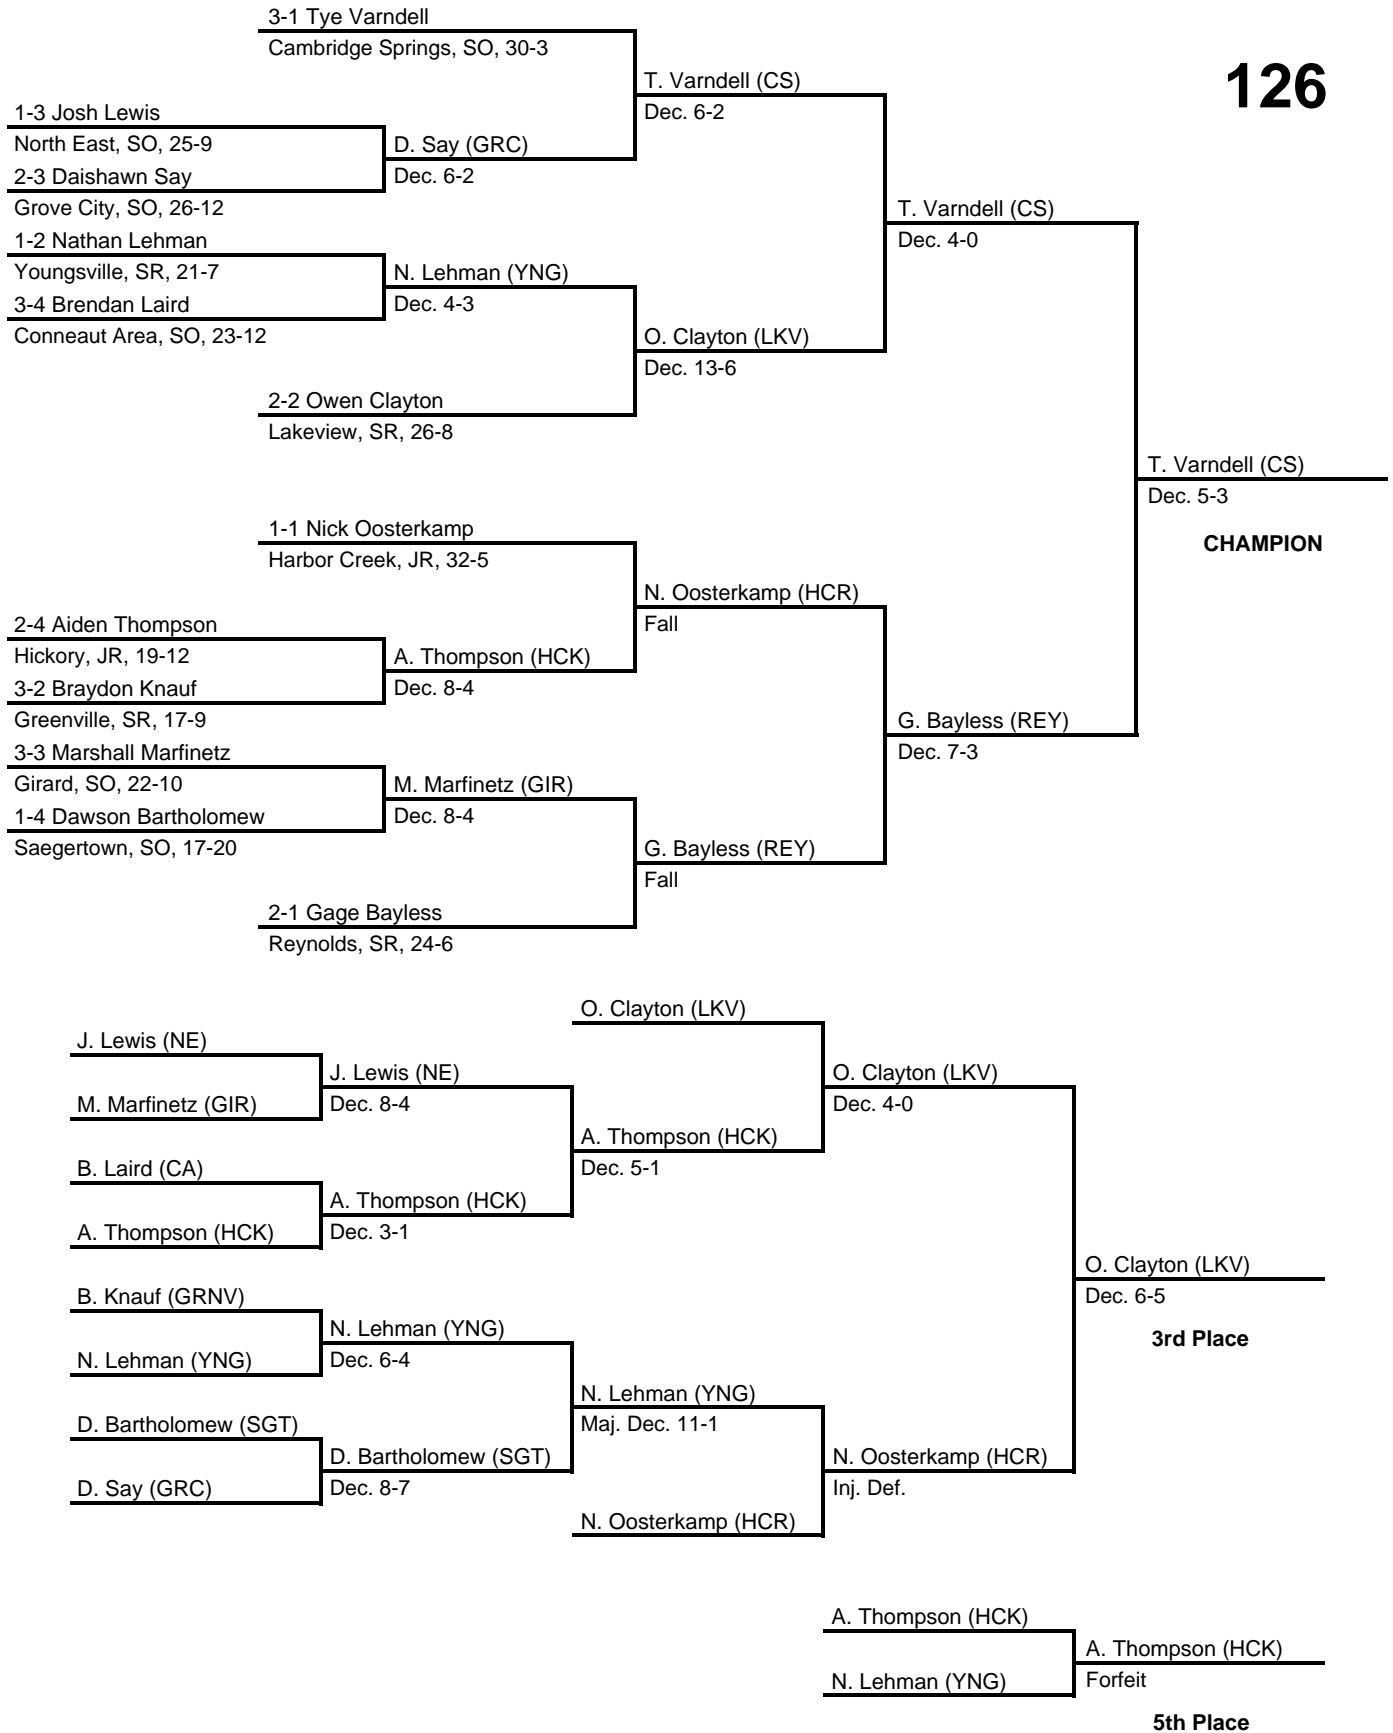 3-1 Tye Varndell
Cambridge Springs, SO, 30-3
126
T. Varndell (CS)
Dec. 6-2
1-3 Josh Lewis
North East, SO, 25-9
D. Say (GRC)
2-3 Daishawn Say
Dec. 6-2
Grove City, SO, 26-12
T. Varndell (CS)
Dec. 4-0
1-2 Nathan Lehman
Youngsville, SR, 21-7
N. Lehman (YNG)
3-4 Brendan Laird
Dec. 4-3
Conneaut Area, SO, 23-12
O. Clayton (LKV)
Dec. 13-6
2-2 Owen Clayton
Lakeview, SR, 26-8
T. Varndell (CS)
Dec. 5-3
CHAMPION
1-1 Nick Oosterkamp
Harbor Creek, JR, 32-5
N. Oosterkamp (HCR)
Fall
2-4 Aiden Thompson
Hickory, JR, 19-12
A. Thompson (HCK)
3-2 Braydon Knauf
Dec. 8-4
Greenville, SR, 17-9
G. Bayless (REY)
Dec. 7-3
3-3 Marshall Marfinetz
Girard, SO, 22-10
M. Marfinetz (GIR)
1-4 Dawson Bartholomew
Dec. 8-4
Saegertown, SO, 17-20
G. Bayless (REY)
Fall
2-1 Gage Bayless
Reynolds, SR, 24-6
O. Clayton (LKV)
J. Lewis (NE)
J. Lewis (NE)
O. Clayton (LKV)
M. Marfinetz (GIR)
Dec. 8-4
Dec. 4-0
A. Thompson (HCK)
Dec. 5-1
B. Laird (CA)
A. Thompson (HCK)
A. Thompson (HCK)
Dec. 3-1
O. Clayton (LKV)
Dec. 6-5
3rd Place
B. Knauf (GRNV)
N. Lehman (YNG)
N. Lehman (YNG)
Dec. 6-4
N. Lehman (YNG)
Maj. Dec. 11-1
D. Bartholomew (SGT)
D. Bartholomew (SGT)
N. Oosterkamp (HCR)
D. Say (GRC)
Dec. 8-7
Inj. Def.
N. Oosterkamp (HCR)
A. Thompson (HCK)
A. Thompson (HCK)
N. Lehman (YNG)
Forfeit
5th Place